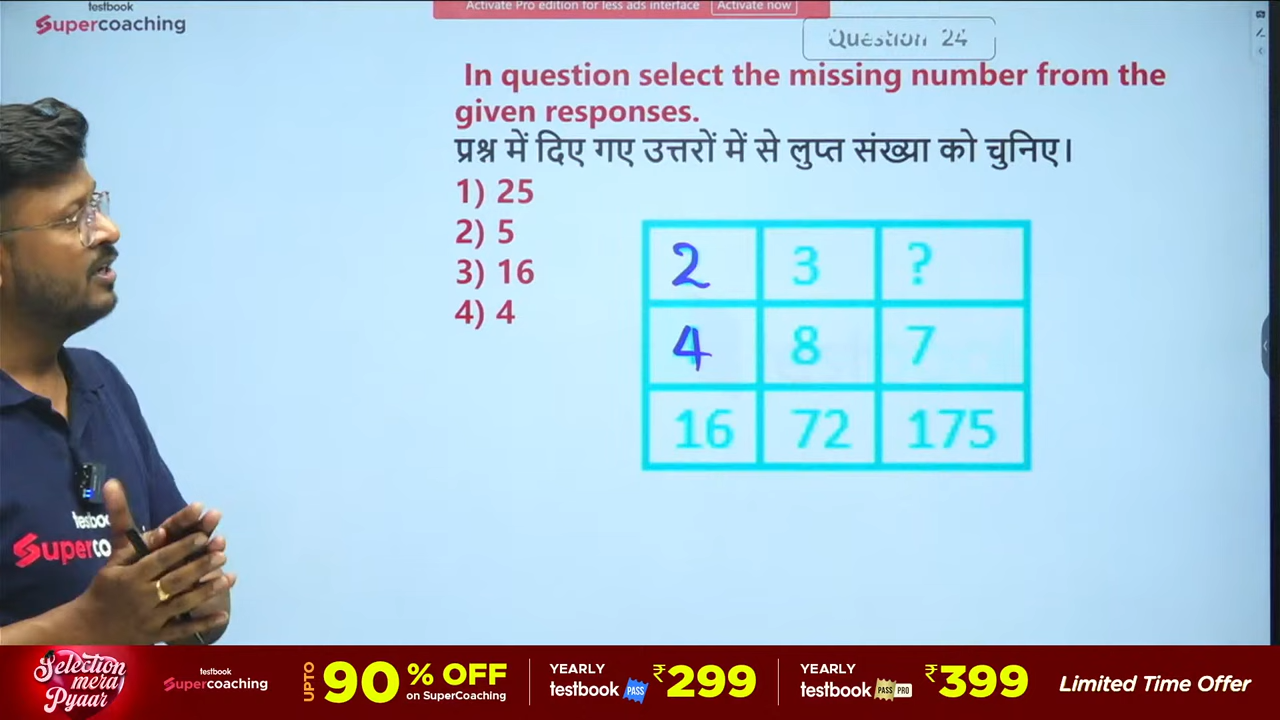 testbook
Supercoaching
Activate Pro edition for less ads interface Activate now
Question 24
In question select the missing number from the
given responses.
प्रश्न में दिए गए उत्तरों में से लुप्त संख्या को चुनिए।
1) 25
2) 5
3) 16
4) 4
2 3 ?
4 8 7
16 72 175
Selection mera Pyaar
testbook
Supercoaching
UPTO 90% OFF
on SuperCoaching
YEARLY
testbook PASS ₹299
YEARLY
testbook PASS PRO ₹399
Limited Time Offer